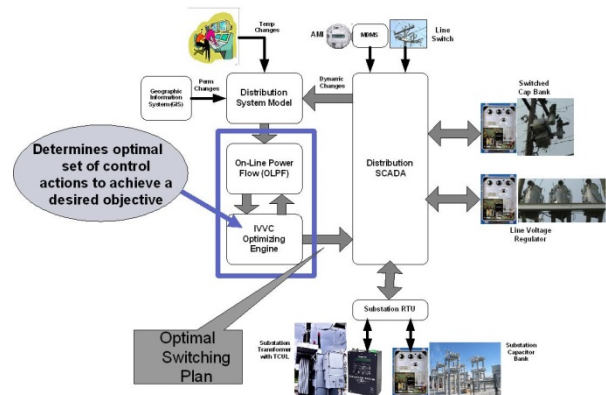 Temp
Changes
AMI
MDMS
Line
Switch
Geographic
Information
System(GIS)
Perm
Changes
Distribution
System Model
Dynamic
Changes
Switched
Cap Bank
Determines optimal
set of control
actions to achieve a
desired objective
On-Line Power
Flow (OLPF)
Distribution
SCADA
IVVC
Optimizing
Engine
Line Voltage
Regulator
Optimal
Switching
Plan
Substation RTU
Substation
Transformer
with TCUL
Substation
Capacitor
Bank